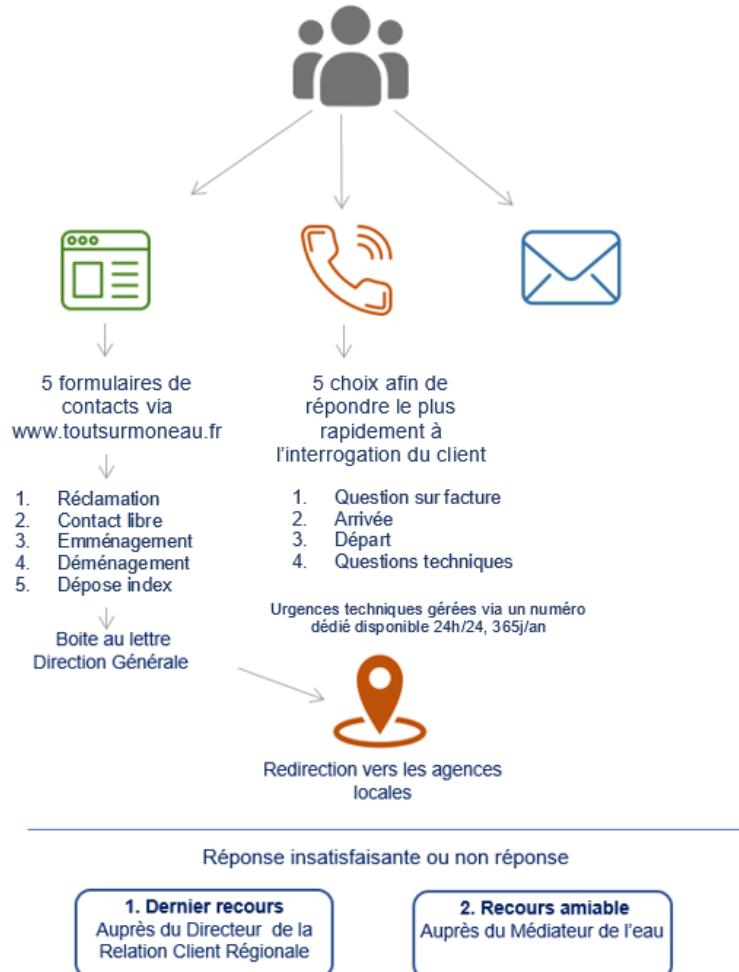 5 formulaires de
contacts via
www.toutsurmoneau.fr
1. Réclamation
2. Contact libre
3. Emménagement
4. Déménagement
5. Dépose index
Boite au lettre
Direction Générale
5 choix afin de
répondre le plus
rapidement à
l'interrogation du client
1. Question sur facture
2. Arrivée
3. Départ
4. Questions techniques
Urgences techniques gérées via un numéro
dédié disponible 24h/24, 365j/an
Redirection vers les agences
locales
Réponse insatisfaisante ou non réponse
1. Dernier recours
Auprès du Directeur de la
Relation Client Régionale
2. Recours amiable
Auprès du Médiateur de l'eau